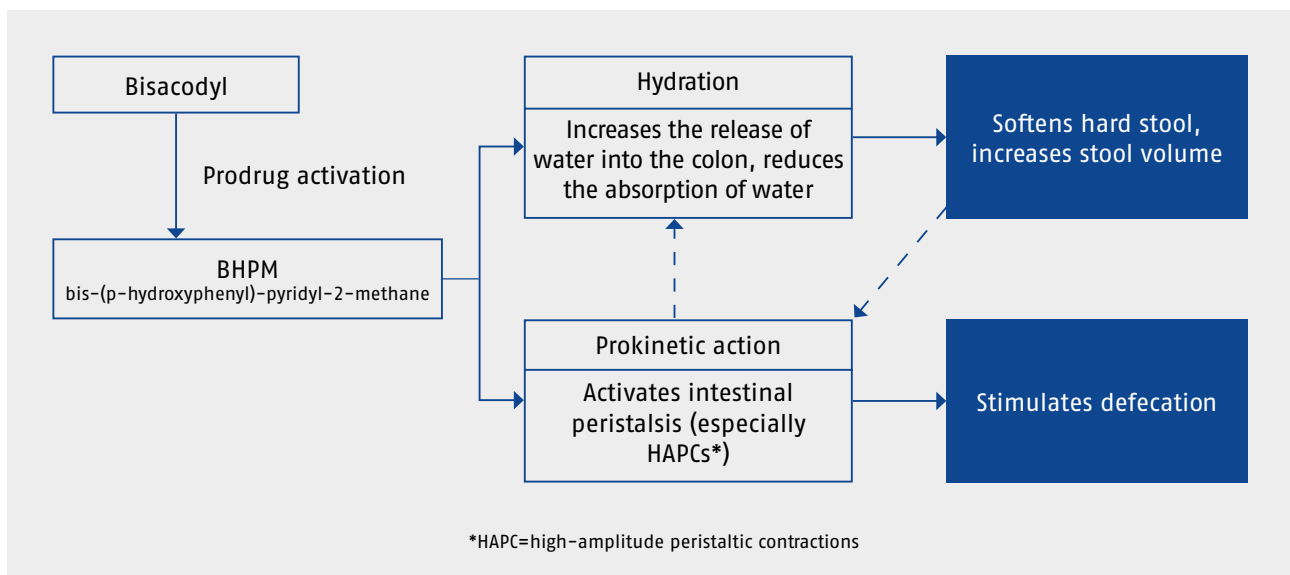 Bisacodyl
Prodrug activation
BHPM
bis-(p-hydroxyphenyl)-pyridyl-2-methane
Hydration
Increases the release of
water into the colon, reduces
the absorption of water
Softens hard stool,
increases stool volume
Prokinetic action
Activates intestinal
peristalsis (especially
HAPCs*)
Stimulates defecation
*HAPC=high-amplitude peristaltic contractions